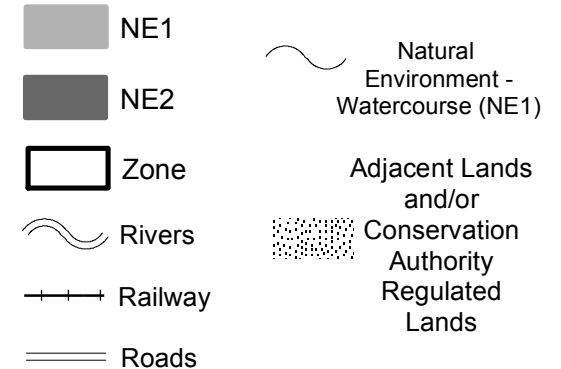 NE1
NE2
Zone
Rivers
Railway
Roads
Natural
Environment -
Watercourse (NE1)
Adjacent Lands
and/or
Conservation
Authority
Regulated
Lands